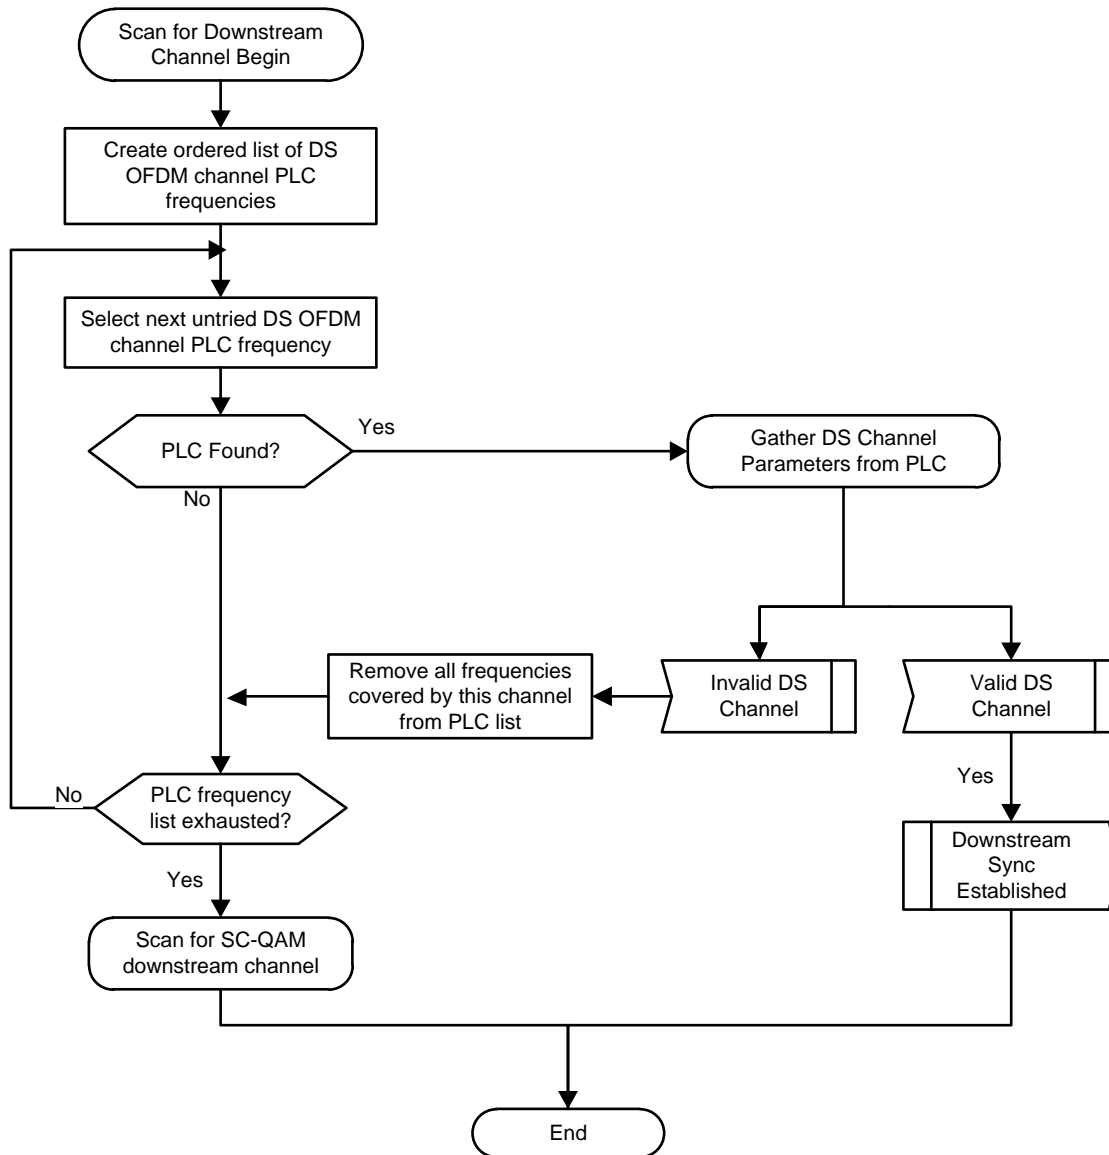 Scan for Downstream
Channel Begin
Create ordered list of DS
OFDM channel PLC
frequencies
Select next untried DS OFDM
channel PLC frequency
PLC Found?
Yes
No
Gather DS Channel
Parameters from PLC
Remove all frequencies
covered by this channel
from PLC list
Invalid DS
Channel
Valid DS
Channel
Yes
No
PLC frequency
list exhausted?
Downstream
Sync
Established
Yes
Scan for SC-QAM
downstream channel
End